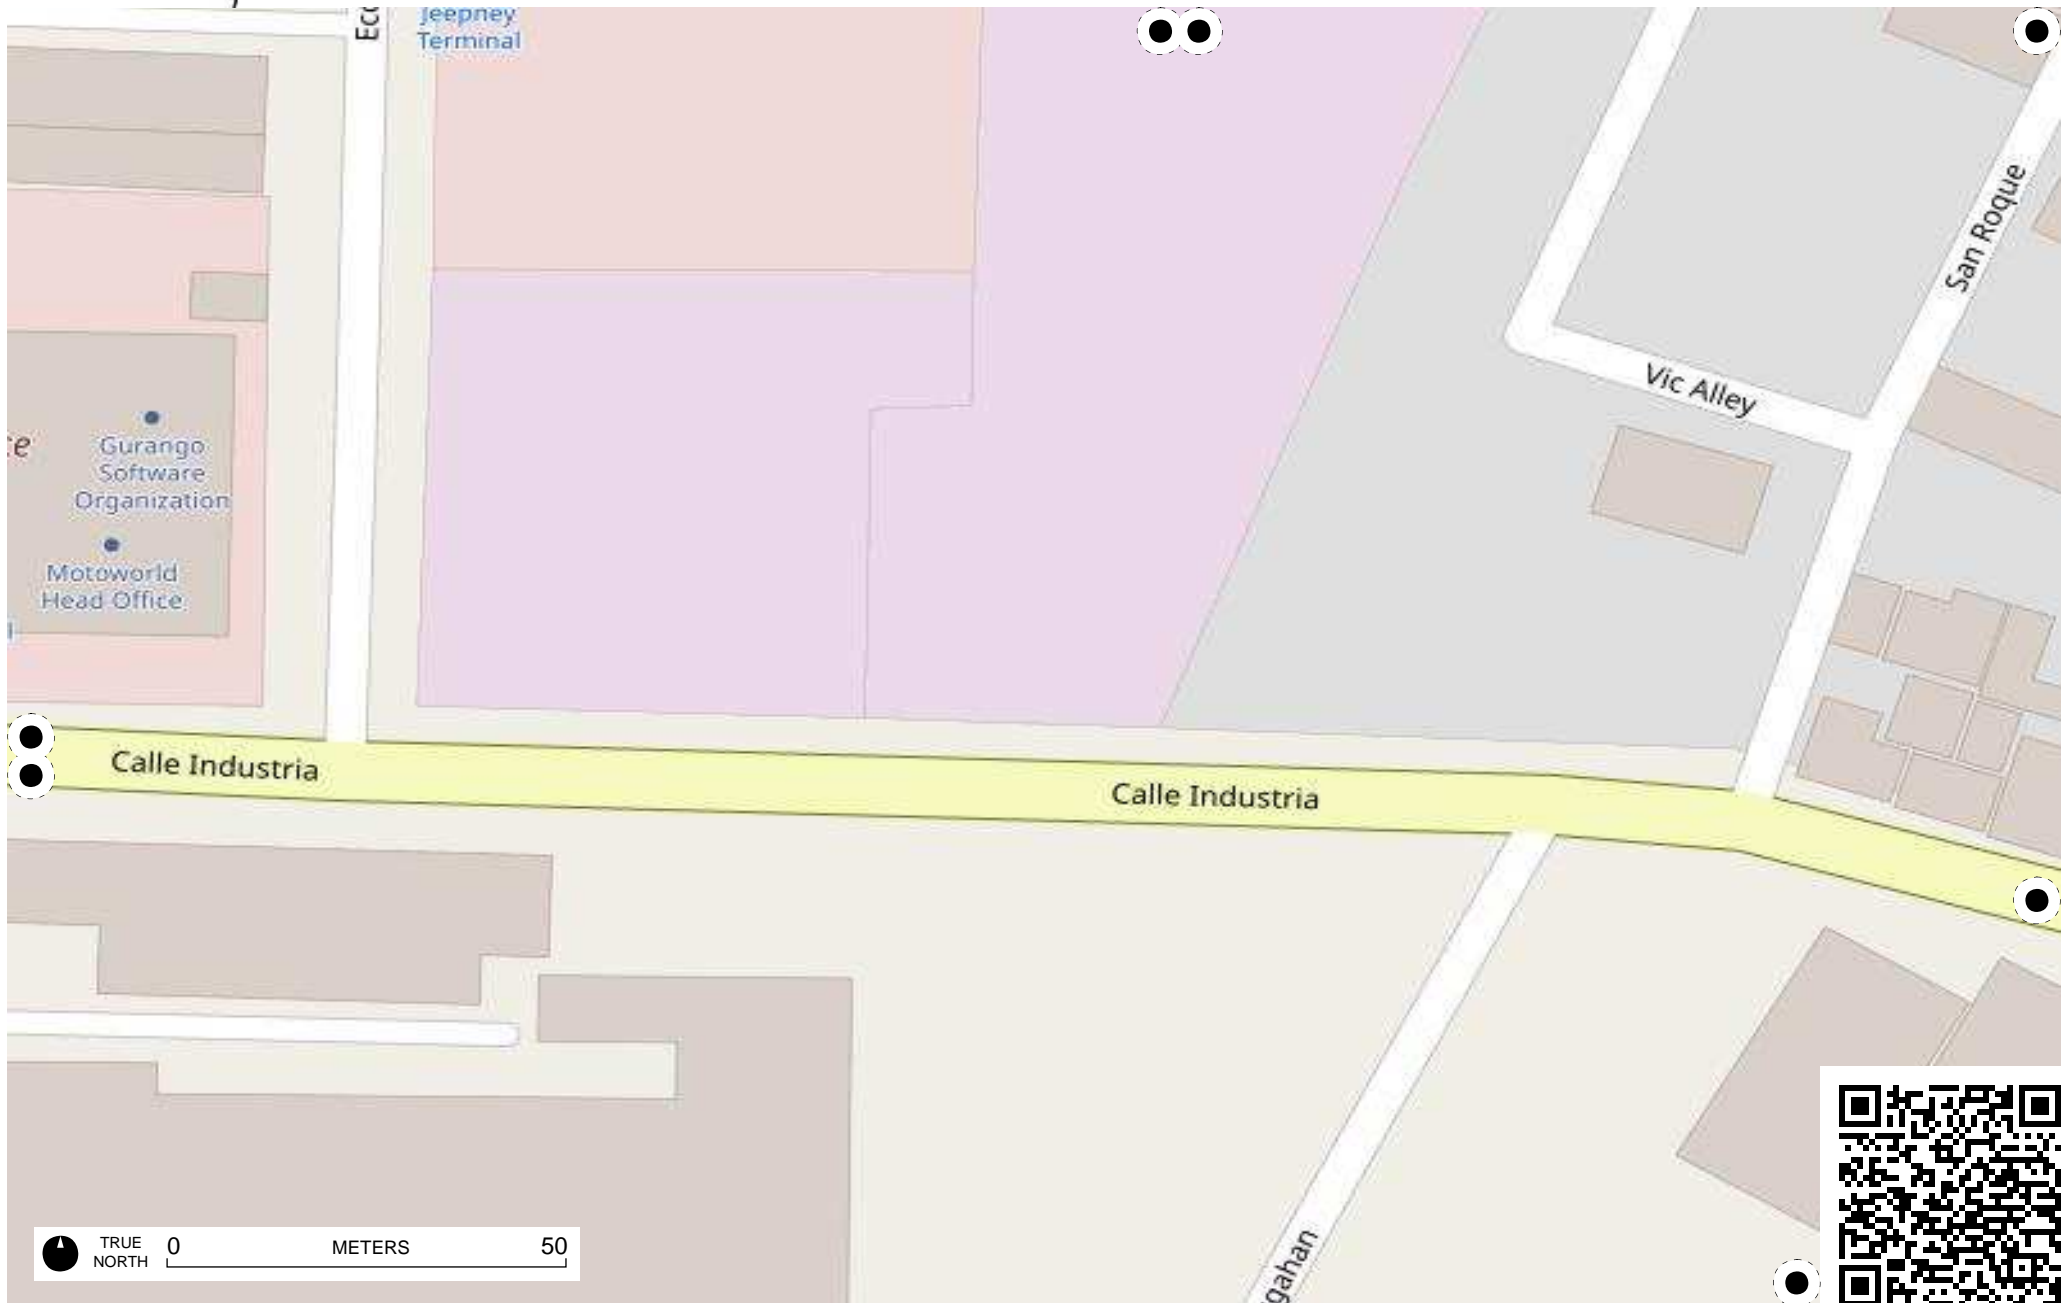 Jeepney
Terminal
San Roque
Vic Alley
Gurango
Software
Organization
Motoworld
Head Office
Calle Industria
Calle Industria
TRUE
NORTH
0
METERS
50